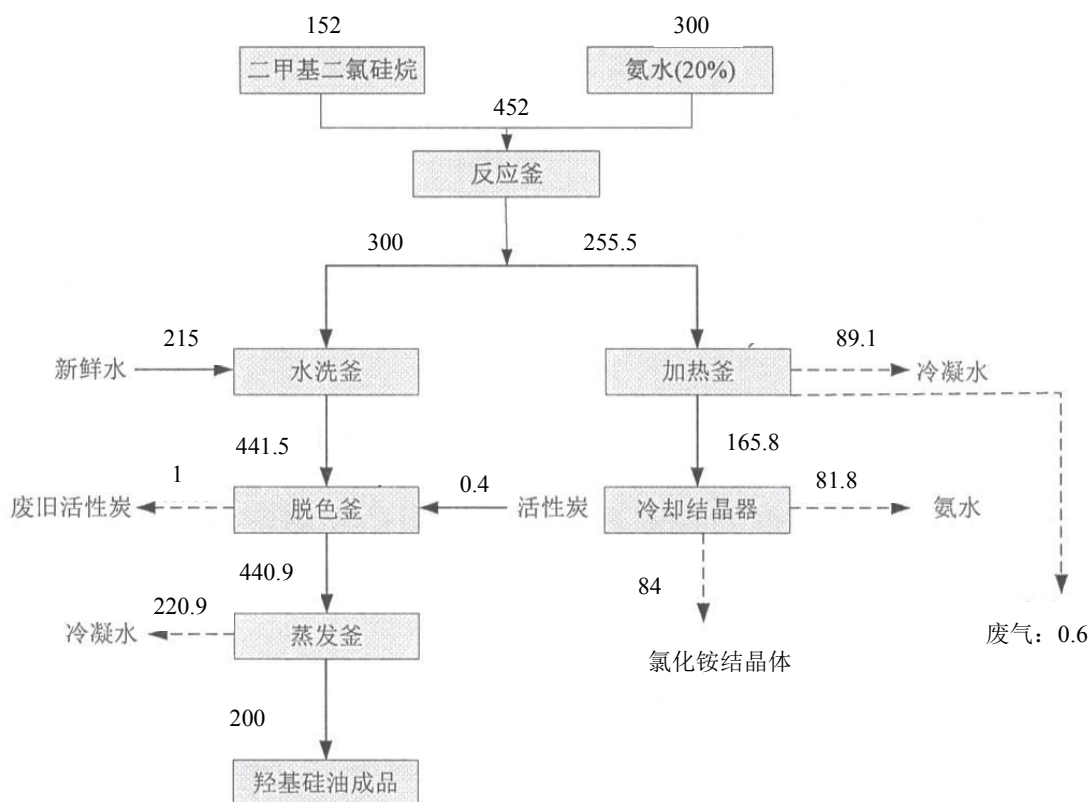 152
300
二甲基二氯硅烷
氨水(20%)
452
反应釜
300
255.5
215
89.1
新鲜水
水洗釜
加热釜
冷凝水
441.5
165.8
1
0.4
81.8
废旧活性炭
脱色釜
活性炭
冷却结晶器
氨水
440.9
84
220.9
冷凝水
蒸发釜
废气：0.6
氯化铵结晶体
200
羟基硅油成品